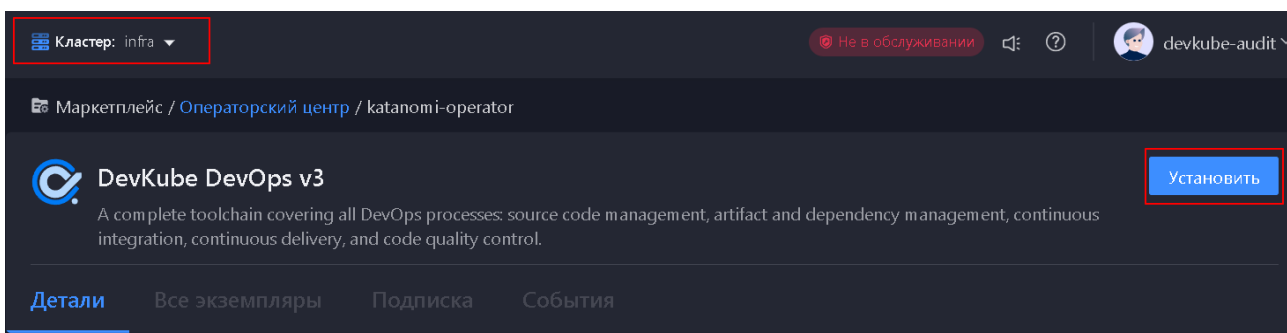 Кластер: infra
Не в обслуживании
devkube-audit
Маркетплейс / Операторский центр / katanomi-operator
DevKube DevOps v3
Установить
A complete toolchain covering all DevOps processes: source code management, artifact and dependency management, continuous
integration, continuous delivery, and code quality control.
Детали Все экземпляры Подписка События